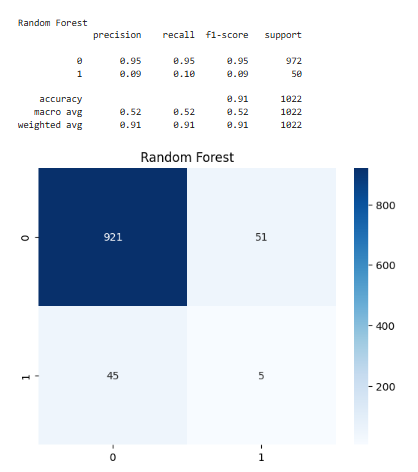 Random Forest
precision recall f1-score support
0 0.95 0.95 0.95 972
1 0.09 0.10 0.09 50
accuracy 0.91 1022
macro avg 0.52 0.52 0.52 1022
weighted avg 0.91 0.91 0.91 1022
Random Forest
0 921 51
1 45 5
0 1
800
600
400
200